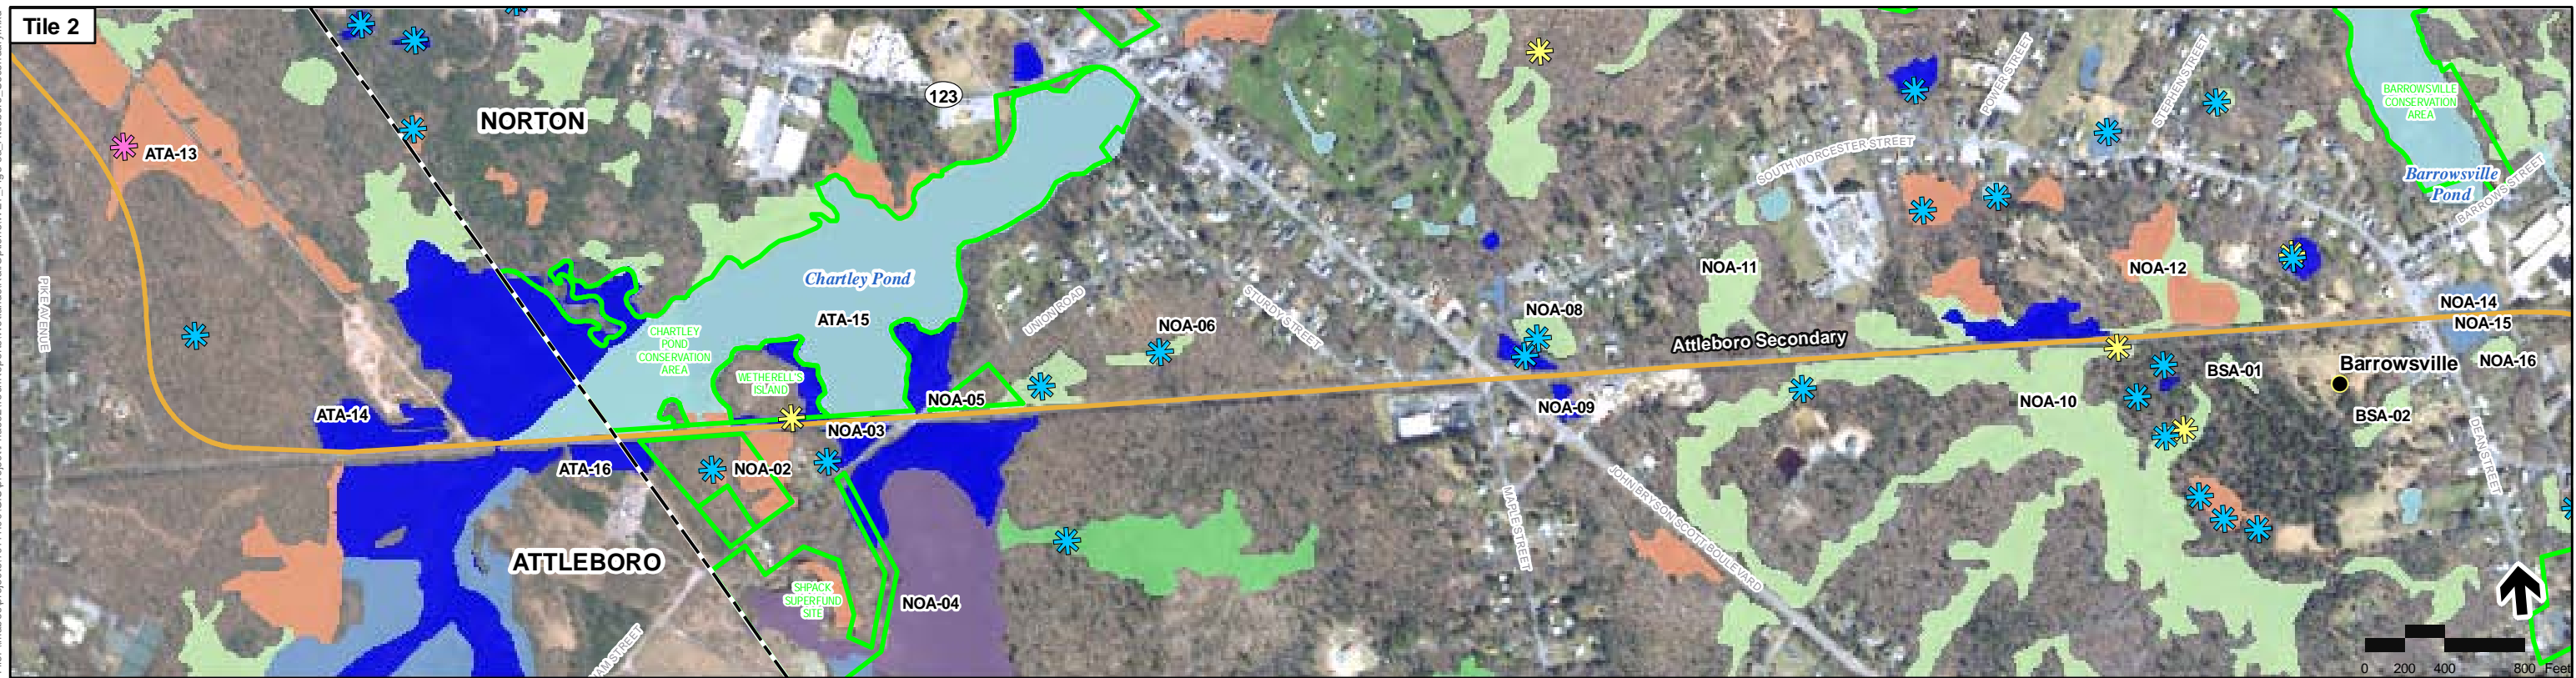 Tile 2
NORTON
123
ATA-13
PIKE AVENUE
ATA-14
ATA-15
Chartley Pond
CHARTLEY
POND
CONSERVATION
AREA
WETHERELL'S
ISLAND
ATA-16
ATTLEBORO
NOA-02
NOA-03
NOA-04
NOA-05
NOA-06
UNION ROAD
STURDY STREET
SHPACK
SUPERFUND
SITE
NOA-08
NOA-09
MAPLE STREET
JOHN BRYSON SCOTT BOULEVARD
Attleboro Secondary
NOA-10
NOA-11
SOUTH WORCESTER STREET
POWER STREET
STEPHEN STREET
NOA-12
BARROWSVILLE
CONSERVATION
AREA
Barrowsville
Pond
BARROWS STREET
NOA-14
NOA-15
NOA-16
Barrowsville
BSA-01
BSA-02
DEAN STREET
0 200 400 800 Feet